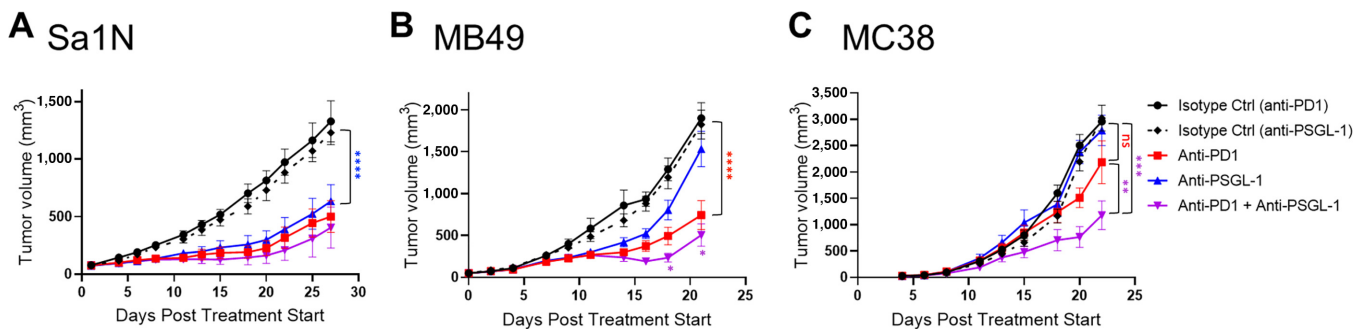 A Sa1N
Tumor volume (mm³)
1,500
1,000
500
0
0 5 10 15 20 25 30
Days Post Treatment Start
****
B MB49
Tumor volume (mm³)
2,000
1,500
1,000
500
0
0 5 10 15 20 25
Days Post Treatment Start
****
*
*
C MC38
Tumor volume (mm³)
3,500
3,000
2,500
2,000
1,500
1,000
500
0
0 5 10 15 20 25
Days Post Treatment Start
ns
**
***
Isotype Ctrl (anti-PD1)
Isotype Ctrl (anti-PSGL-1)
Anti-PD1
Anti-PSGL-1
Anti-PD1 + Anti-PSGL-1